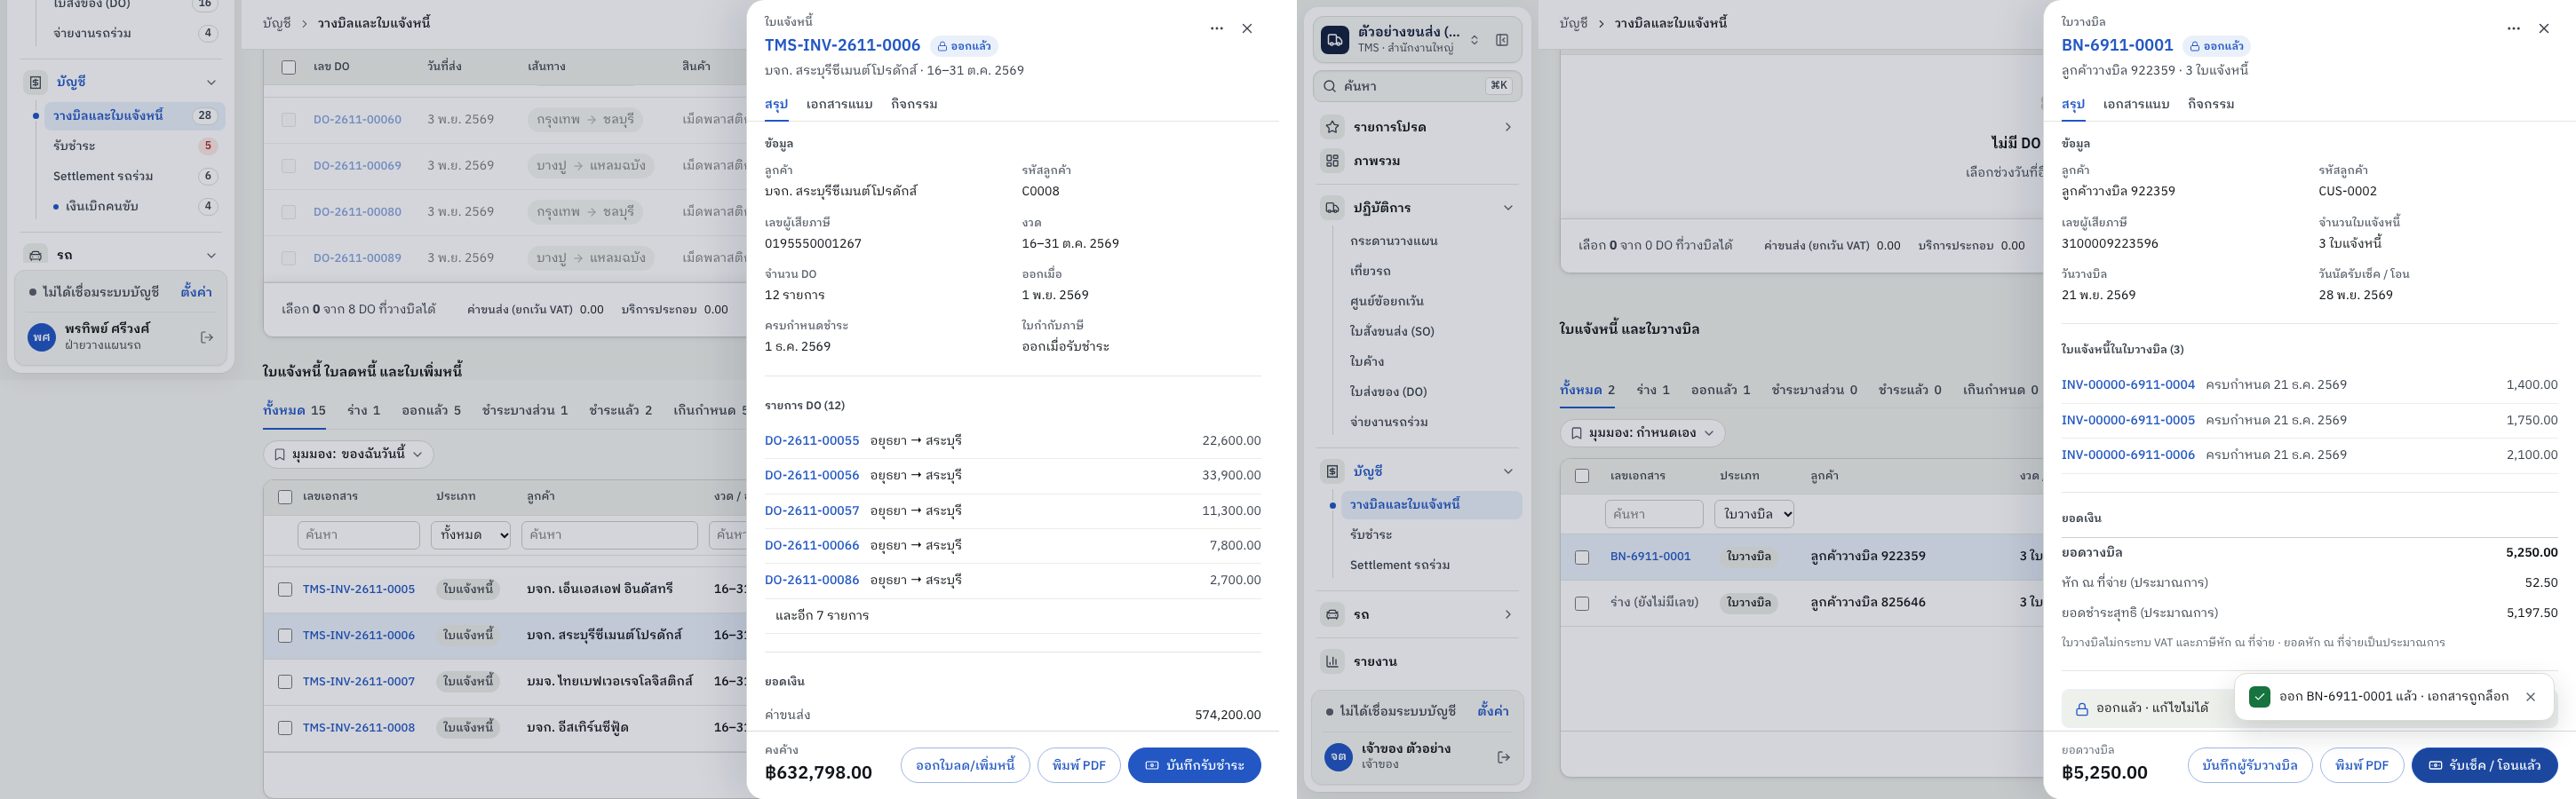 ใบส่งของ (DO) 16
จ่ายงานรถร่วม 4
บัญชี
วางบิลและใบแจ้งหนี้ 28
รับชำระ 5
Settlement รถร่วม 6
เงินเบิกคนขับ 4
รถ
ไม่ได้เชื่อมระบบบัญชี ตั้งค่า
พศ พรทิพย์ ศรีวงศ์
ฝ่ายวางแผนรถ
บัญชี > วางบิลและใบแจ้งหนี้
เลข DO วันที่ส่ง เส้นทาง สินค้า
DO-2611-00060 3 พ.ย. 2569 กรุงเทพ → ชลบุรี เม็ดพลาสติก
DO-2611-00069 3 พ.ย. 2569 บางปู → แหลมฉบัง เม็ดพลาสติ
DO-2611-00080 3 พ.ย. 2569 กรุงเทพ → ชลบุรี เม็ดพลาสติ
DO-2611-00089 3 พ.ย. 2569 บางปู → แหลมฉบัง เม็ดพลาสติ
เลือก 0 จาก 8 DO ที่วางบิลได้ ค่าขนส่ง (ยกเว้น VAT) 0.00 บริการประกอบ 0.00
ใบแจ้งหนี้ ใบลดหนี้ และใบเพิ่มหนี้
ทั้งหมด 15 ร่าง 1 ออกแล้ว 5 ชำระบางส่วน 1 ชำระแล้ว 2 เกินกำหนด 5
มุมมอง: ของฉันวันนี้
เลขเอกสาร ประเภท ลูกค้า งวด /
ค้นหา ทั้งหมด ค้นหา ค้นหา
TMS-INV-2611-0005 ใบแจ้งหนี้ บจก. เอ็นเอสเอฟ อินดัสทรี 16–31
TMS-INV-2611-0006 ใบแจ้งหนี้ บจก. สระบุรีซีเมนต์โปรดักส์ 16–31
TMS-INV-2611-0007 ใบแจ้งหนี้ บมจ. ไทยเบฟเวอเรจโลจิสติกส์ 16–31
TMS-INV-2611-0008 ใบแจ้งหนี้ บจก. อีสเทิร์นซีฟู้ด 16–31
ใบแจ้งหนี้
TMS-INV-2611-0006 ออกแล้ว
บจก. สระบุรีซีเมนต์โปรดักส์ · 16–31 ต.ค. 2569
สรุป เอกสารแนบ กิจกรรม
ข้อมูล
ลูกค้า รหัสลูกค้า
บจก. สระบุรีซีเมนต์โปรดักส์ C0008
เลขผู้เสียภาษี งวด
0195550001267 16–31 ต.ค. 2569
จำนวน DO ออกเมื่อ
12 รายการ 1 พ.ย. 2569
ครบกำหนดชำระ ใบกำกับภาษี
1 ธ.ค. 2569 ออกเมื่อรับชำระ
รายการ DO (12)
DO-2611-00055 อยุธยา → สระบุรี 22,600.00
DO-2611-00056 อยุธยา → สระบุรี 33,900.00
DO-2611-00057 อยุธยา → สระบุรี 11,300.00
DO-2611-00066 อยุธยา → สระบุรี 7,800.00
DO-2611-00086 อยุธยา → สระบุรี 2,700.00
และอีก 7 รายการ
ยอดเงิน
ค่าขนส่ง 574,200.00
คงค้าง
฿632,798.00 ออกใบลด/เพิ่มหนี้ พิมพ์ PDF บันทึกรับชำระ
ตัวอย่างขนส่ง (...
TMS · สำนักงานใหญ่
ค้นหา ⌘K
รายการโปรด
ภาพรวม
ปฏิบัติการ
กระดานวางแผน
เที่ยวรถ
ศูนย์ข้อยกเว้น
ใบสั่งขนส่ง (SO)
ใบค้าง
ใบส่งของ (DO)
จ่ายงานรถร่วม
บัญชี
วางบิลและใบแจ้งหนี้
รับชำระ
Settlement รถร่วม
รถ
รายงาน
ไม่ได้เชื่อมระบบบัญชี ตั้งค่า
จต เจ้าของ ตัวอย่าง
เจ้าของ
บัญชี > วางบิลและใบแจ้งหนี้
ไม่มี DO
เลือกช่วงวันที่
เลือก 0 จาก 0 DO ที่วางบิลได้ ค่าขนส่ง (ยกเว้น VAT) 0.00 บริการประกอบ 0.00
ใบแจ้งหนี้ และใบวางบิล
ทั้งหมด 2 ร่าง 1 ออกแล้ว 1 ชำระบางส่วน 0 ชำระแล้ว 0 เกินกำหนด 0
มุมมอง: กำหนดเอง
เลขเอกสาร ประเภท ลูกค้า งวด
ค้นหา ใบวางบิล
BN-6911-0001 ใบวางบิล ลูกค้าวางบิล 922359 3 ใบ
ร่าง (ยังไม่มีเลข) ใบวางบิล ลูกค้าวางบิล 825646 3 ใบ
ใบวางบิล
BN-6911-0001 ออกแล้ว
ลูกค้าวางบิล 922359 · 3 ใบแจ้งหนี้
สรุป เอกสารแนบ กิจกรรม
ข้อมูล
ลูกค้า รหัสลูกค้า
ลูกค้าวางบิล 922359 CUS-0002
เลขผู้เสียภาษี จำนวนใบแจ้งหนี้
3100009223596 3 ใบแจ้งหนี้
วันวางบิล วันนัดรับเช็ค / โอน
21 พ.ย. 2569 28 พ.ย. 2569
ใบแจ้งหนี้ในใบวางบิล (3)
INV-00000-6911-0004 ครบกำหนด 21 ธ.ค. 2569 1,400.00
INV-00000-6911-0005 ครบกำหนด 21 ธ.ค. 2569 1,750.00
INV-00000-6911-0006 ครบกำหนด 21 ธ.ค. 2569 2,100.00
ยอดเงิน
ยอดวางบิล 5,250.00
หัก ณ ที่จ่าย (ประมาณการ) 52.50
ยอดชำระสุทธิ (ประมาณการ) 5,197.50
ใบวางบิลไม่กระทบ VAT และภาษีหัก ณ ที่จ่าย · ยอดหัก ณ ที่จ่ายเป็นประมาณการ
ออกแล้ว · แก้ไขไม่ได้
ออก BN-6911-0001 แล้ว · เอกสารถูกล็อก
ยอดวางบิล
฿5,250.00 บันทึกผู้รับวางบิล พิมพ์ PDF รับเช็ค / โอนแล้ว